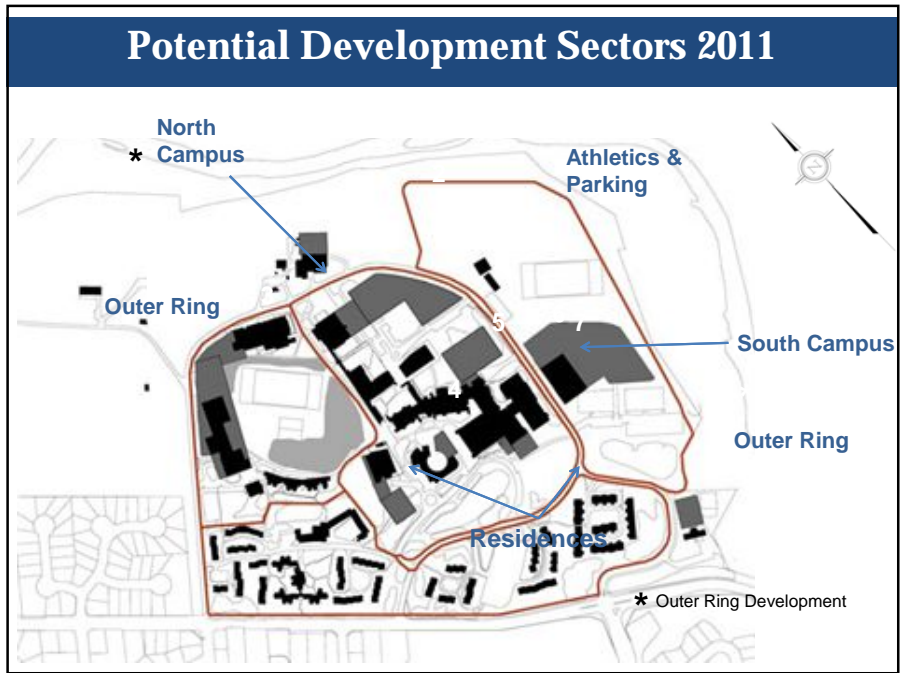 Potential Development Sectors 2011
North
* Campus
Athletics &
Parking
Outer Ring
5
7
South Campus
4
Outer Ring
Residences
* Outer Ring Development